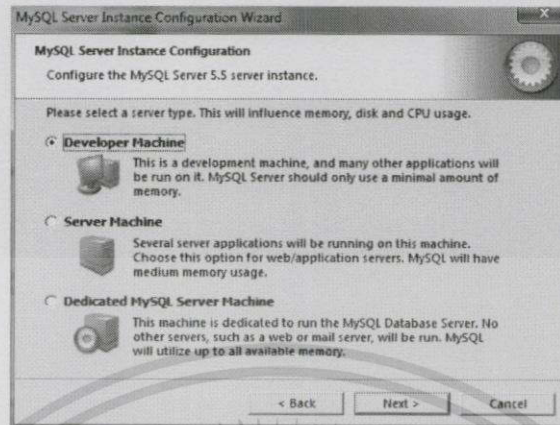 MySQL Server Instance Configuration Wizard
X
MySQL Server Instance Configuration
Configure the MySQL Server 5.5 server instance.
Please select a server type. This will influence memory, disk and CPU usage.
Developer Machine
This is a development machine, and many other applications will
be run on it. MySQL Server should only use a minimal amount of
memory.
Server Machine
Several server applications will be running on this machine.
Choose this option for web/application servers. MySQL will have
medium memory usage.
Dedicated MySQL Server Machine
This machine is dedicated to run the MySQL Database Server. No
other servers, such as a web or mail server, will be run. MySQL
will utilize up to all available memory.
< Back
Next >
Cancel